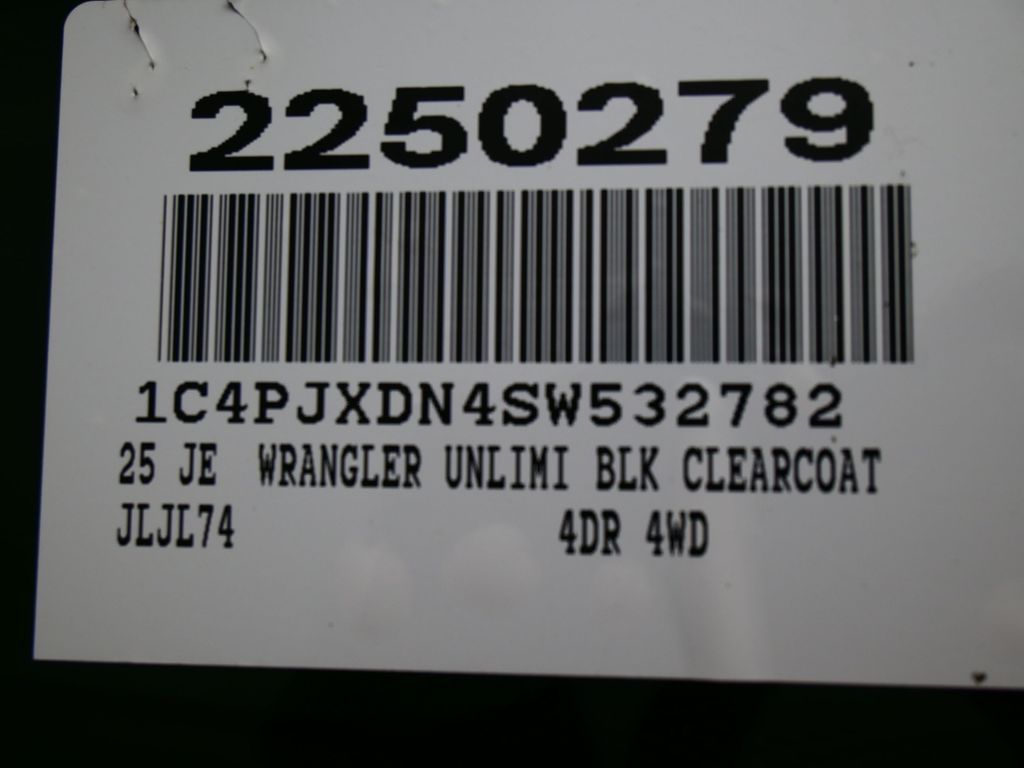 2250279
1C4PJXDN4SW532782
25 JE WRANGLER UNLIMI BLK CLEARCOAT
JLJL74 4DR 4WD